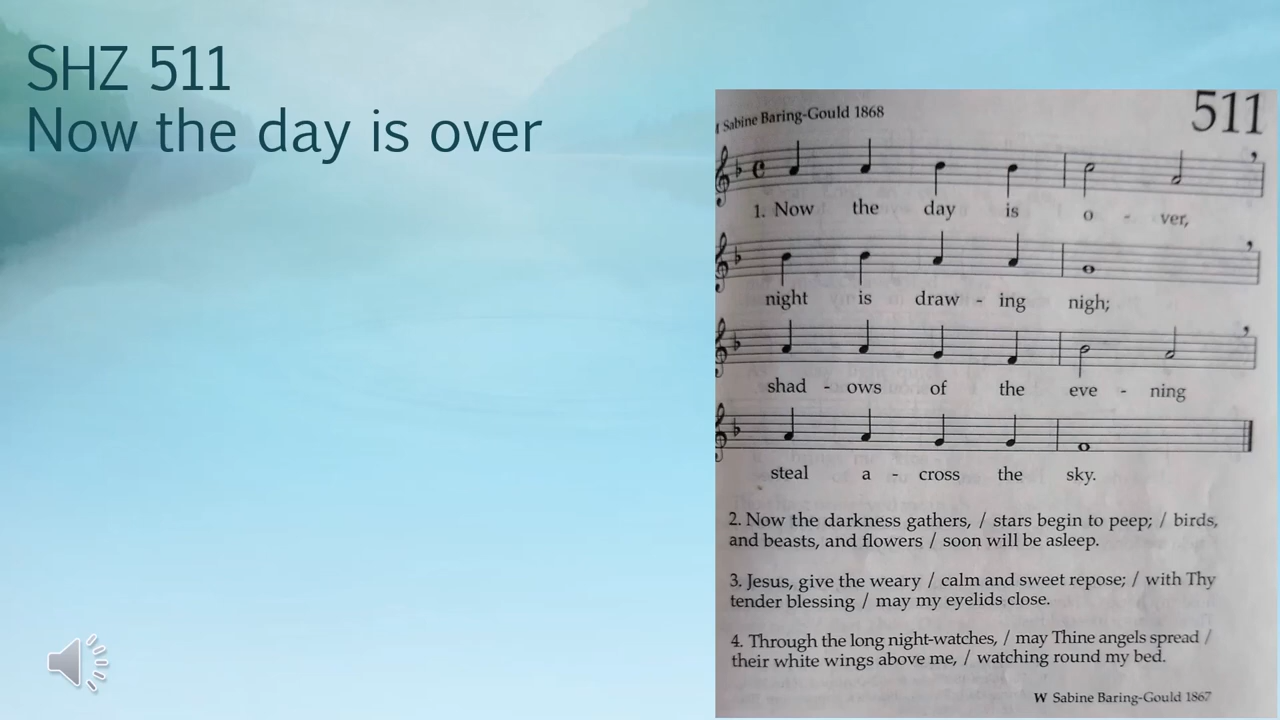 SHZ 511
Now the day is over
Sabine Baring-Gould 1868
511
1. Now the day is o - ver,
night is draw - ing nigh;
shad - ows of the eve - ning
steal a - cross the sky.
2. Now the darkness gathers, / stars begin to peep; / birds,
and beasts, and flowers / soon will be asleep.
3. Jesus, give the weary / calm and sweet repose; / with Thy
tender blessing / may my eyelids close.
4. Through the long night-watches, / may Thine angels spread /
their white wings above me, / watching round my bed.
W Sabine Baring-Gould 1867